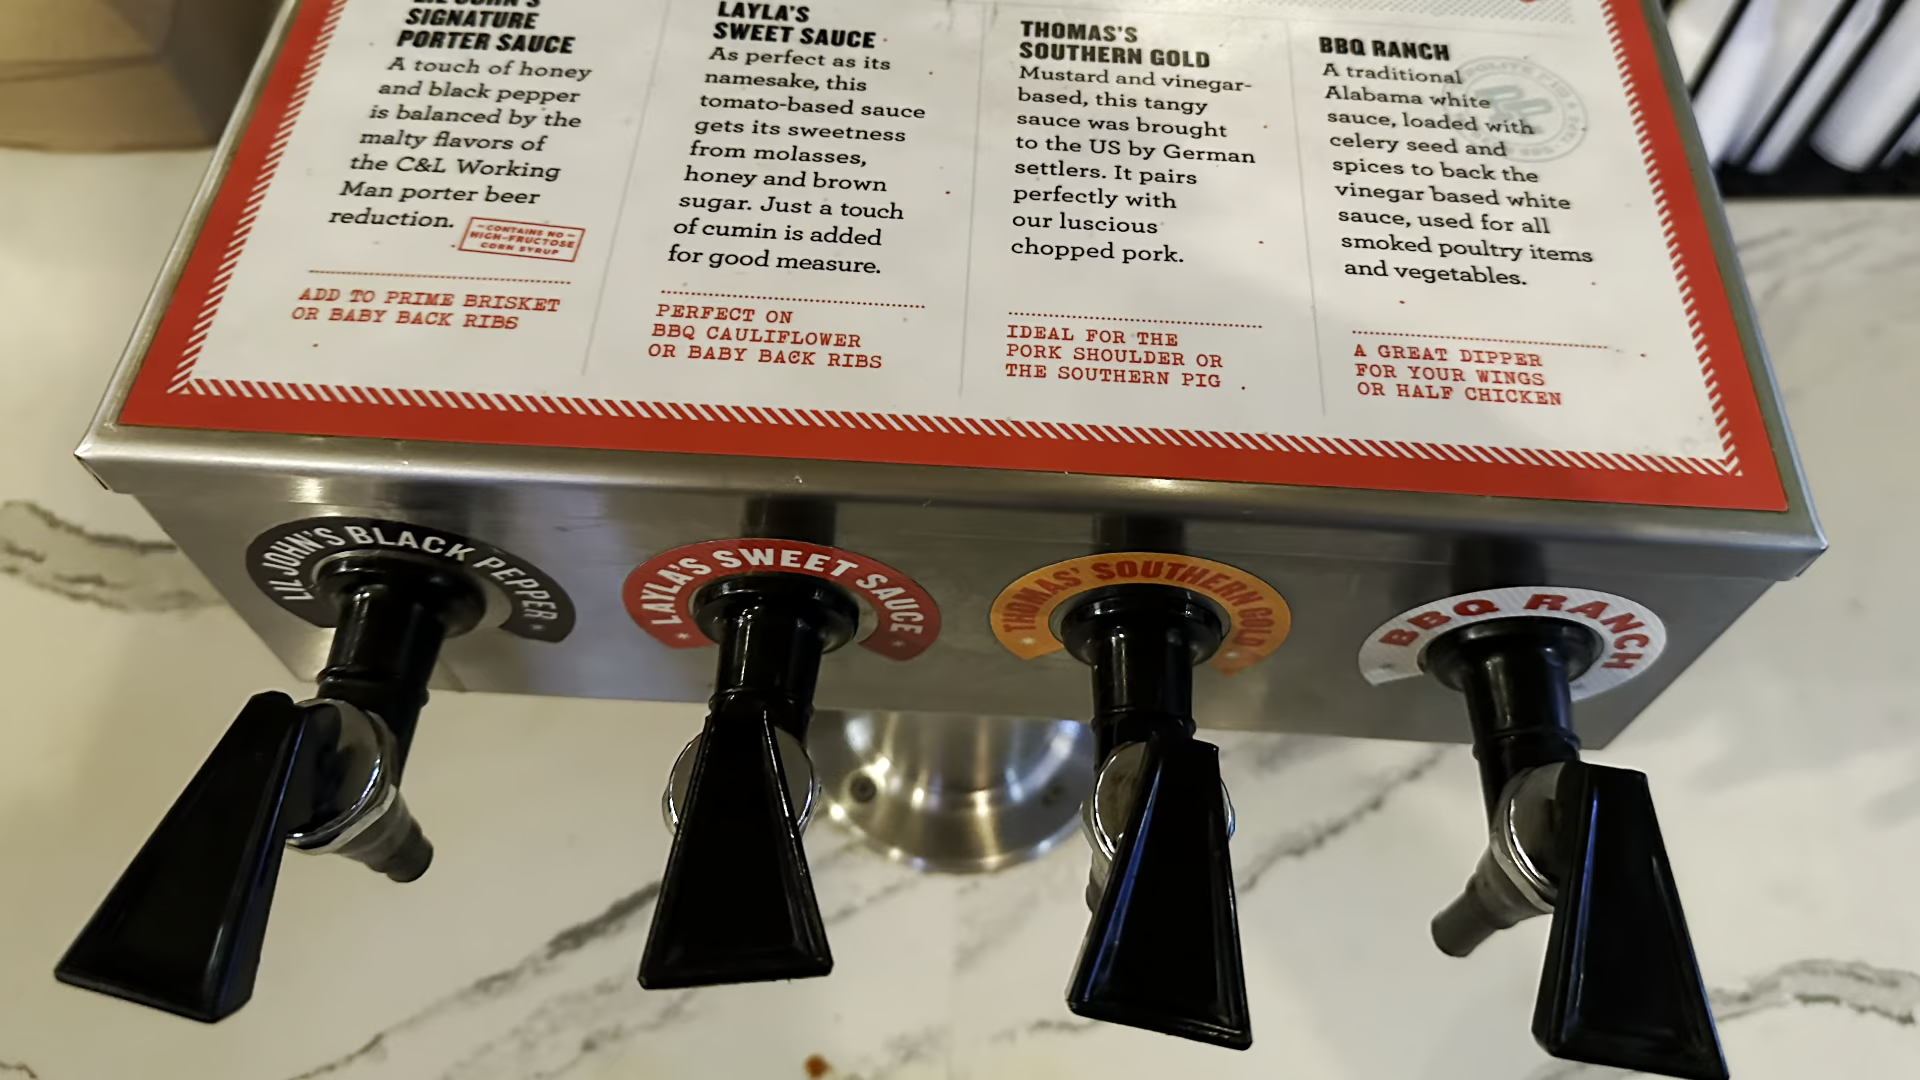 LIL JOHN'S
SIGNATURE
PORTER SAUCE
A touch of honey
and black pepper
is balanced by the
malty flavors of
the C&L Working
Man porter beer
reduction.
CONTAINS NO
HIGH-FRUCTOSE
CORN SYRUP
ADD TO PRIME BRISKET
OR BABY BACK RIBS
LAYLA'S
SWEET SAUCE
As perfect as its
namesake, this
tomato-based sauce
gets its sweetness
from molasses,
honey and brown
sugar. Just a touch
of cumin is added
for good measure.
PERFECT ON
BBQ CAULIFLOWER
OR BABY BACK RIBS
THOMAS'S
SOUTHERN GOLD
Mustard and vinegar-
based, this tangy
sauce was brought
to the US by German
settlers. It pairs
perfectly with
our luscious
chopped pork.
IDEAL FOR THE
PORK SHOULDER OR
THE SOUTHERN PIG
BBQ RANCH
A traditional
Alabama white
sauce, loaded with
celery seed and
spices to back the
vinegar based white
sauce, used for all
smoked poultry items
and vegetables.
A GREAT DIPPER
FOR YOUR WINGS
OR HALF CHICKEN
POLITE PIG
LIL JOHN'S BLACK PEPPER
LAYLA'S SWEET SAUCE
THOMAS' SOUTHERN GOLD
BBQ RANCH